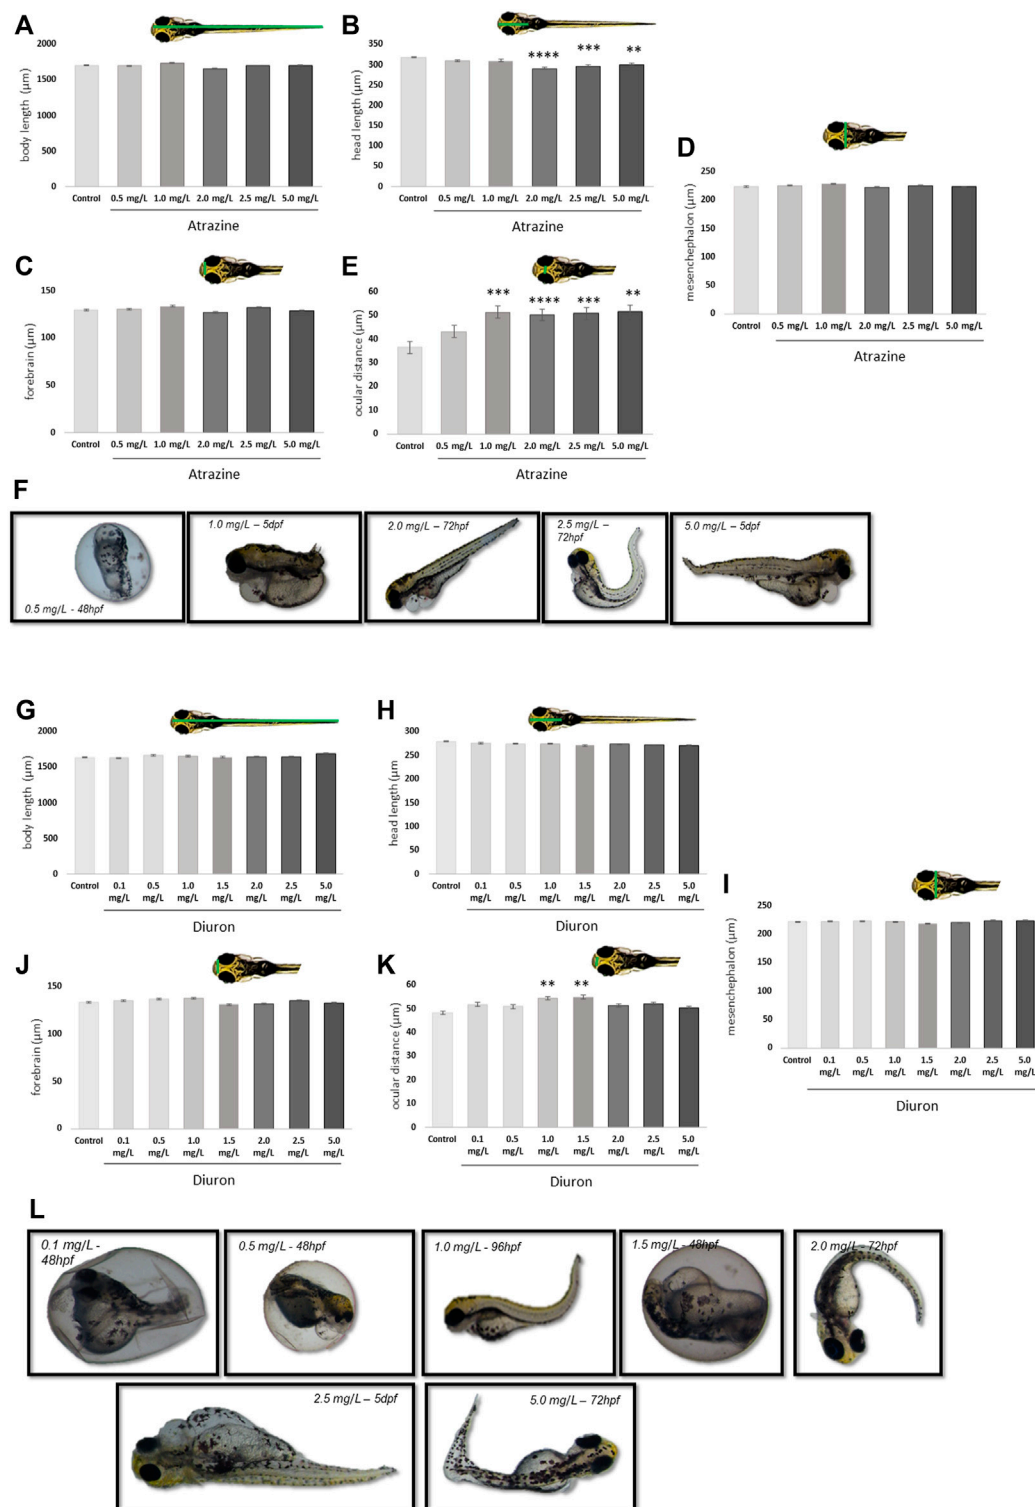 A
body length (µm)
2000
1500
1000
500
0
Control
0.5 mg/L
1.0 mg/L
2.0 mg/L
2.5 mg/L
5.0 mg/L
Atrazine
B
head length (µm)
350
300
250
200
150
100
50
0
****
***
**
Control
0.5 mg/L
1.0 mg/L
2.0 mg/L
2.5 mg/L
5.0 mg/L
Atrazine
D
mesenchephalon (µm)
250
200
150
100
50
0
Control
0.5 mg/L
1.0 mg/L
2.0 mg/L
2.5 mg/L
5.0 mg/L
Atrazine
C
forebrain (µm)
150
100
50
0
Control
0.5 mg/L
1.0 mg/L
2.0 mg/L
2.5 mg/L
5.0 mg/L
Atrazine
E
ocular distance (µm)
60
50
40
30
20
10
0
***
****
***
**
Control
0.5 mg/L
1.0 mg/L
2.0 mg/L
2.5 mg/L
5.0 mg/L
Atrazine
F
0.5 mg/L - 48hpf
1.0 mg/L – 5dpf
2.0 mg/L – 72hpf
2.5 mg/L –
72hpf
5.0 mg/L – 5dpf
G
body length (µm)
2000
1500
1000
500
0
Control
0.1
mg/L
0.5
mg/L
1.0
mg/L
1.5
mg/L
2.0
mg/L
2.5
mg/L
5.0
mg/L
Diuron
H
head length (µm
300
250
200
150
100
50
0
Control
0.1
mg/L
0.5
mg/L
1.0
mg/L
1.5
mg/L
2.0
mg/L
2.5
mg/L
5.0
mg/L
Diuron
I
mesenchephalon (µm)
250
200
150
100
50
0
Control
0.1
mg/L
0.5
mg/L
1.0
mg/L
1.5
mg/L
2.0
mg/L
2.5
mg/L
5.0
mg/L
Diuron
J
forebrain (µm)
150
100
50
0
Control
0.1
mg/L
0.5
mg/L
1.0
mg/L
1.5
mg/L
2.0
mg/L
2.5
mg/L
5.0
mg/L
Diuron
K
ocular distance (µm)
60
50
40
30
20
10
0
**
**
Control
0.1
mg/L
0.5
mg/L
1.0
mg/L
1.5
mg/L
2.0
mg/L
2.5
mg/L
5.0
mg/L
Diuron
L
0.1 mg/L -
48hpf
0.5 mg/L - 48hpf
1.0 mg/L - 96hpf
1.5 mg/L - 48hpf
2.0 mg/L – 72hpf
2.5 mg/L – 5dpf
5.0 mg/L – 72hpf